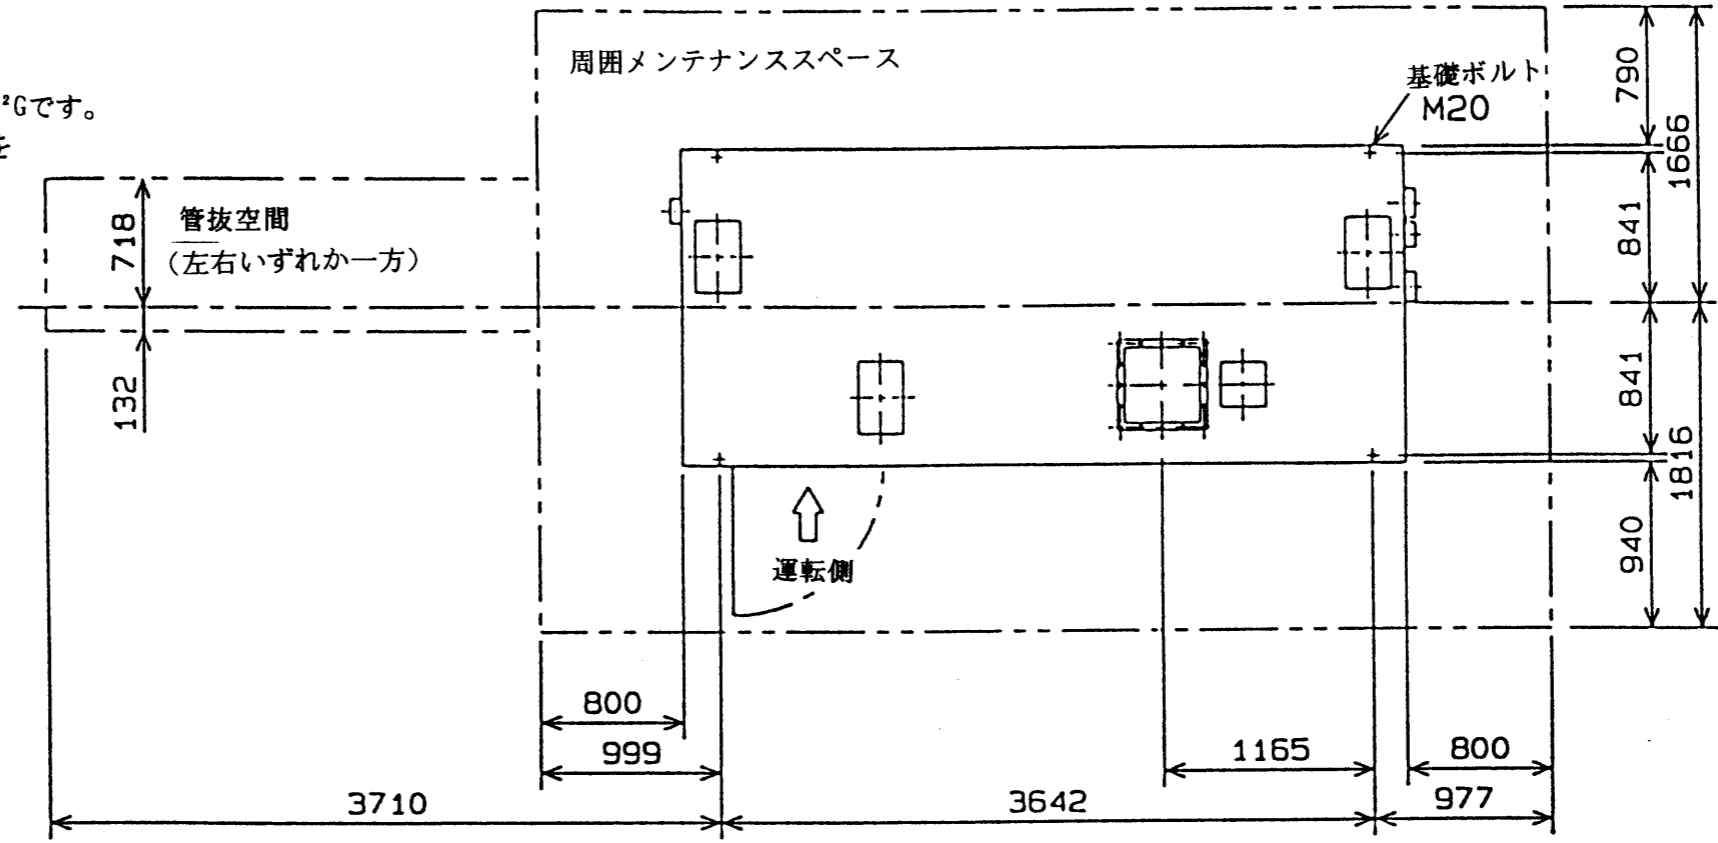 周囲メンテナンススペース
基礎ボルト
M20
²Gです。
を
管抜空間
(左右いずれか一方)
718
132
790
1666
841
841
1816
940
運転側
800
999
1165
800
3710
3642
977